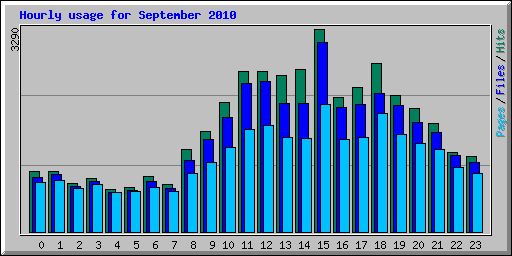 Hourly usage for September 2010
3290
Pages/Files/Hits
0 1 2 3 4 5 6 7 8 9 10 11 12 13 14 15 16 17 18 19 20 21 22 23